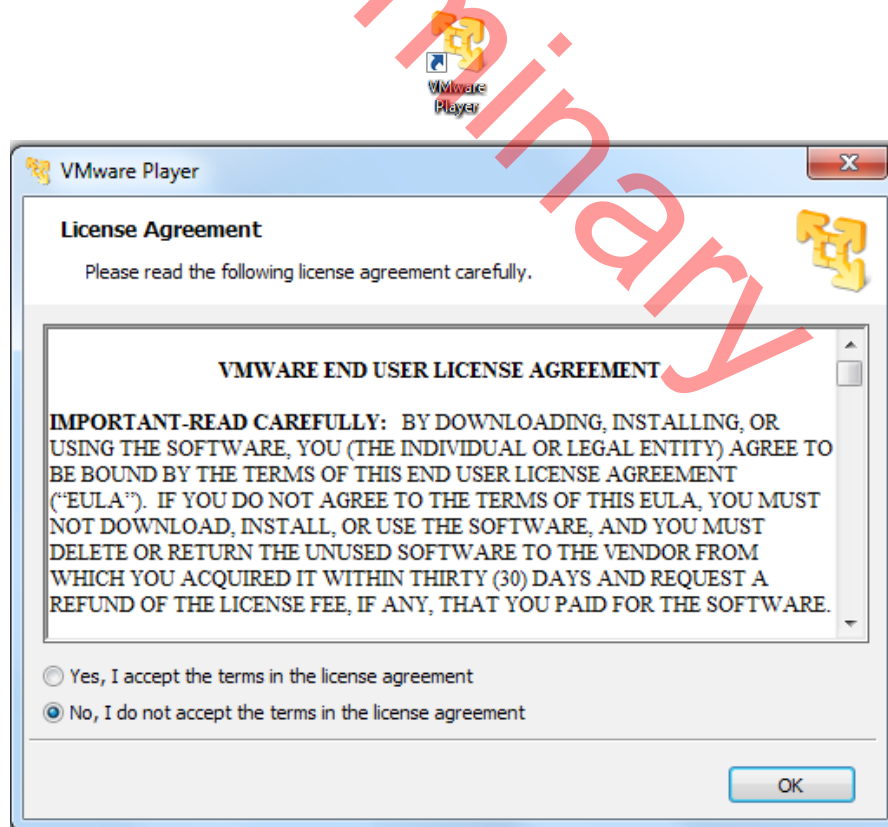 VMware
Player
VMware Player
License Agreement
Please read the following license agreement carefully.
VMWARE END USER LICENSE AGREEMENT
IMPORTANT-READ CAREFULLY: BY DOWNLOADING, INSTALLING, OR
USING THE SOFTWARE, YOU (THE INDIVIDUAL OR LEGAL ENTITY) AGREE TO
BE BOUND BY THE TERMS OF THIS END USER LICENSE AGREEMENT
(“EULA”). IF YOU DO NOT AGREE TO THE TERMS OF THIS EULA, YOU MUST
NOT DOWNLOAD, INSTALL, OR USE THE SOFTWARE, AND YOU MUST
DELETE OR RETURN THE UNUSED SOFTWARE TO THE VENDOR FROM
WHICH YOU ACQUIRED IT WITHIN THIRTY (30) DAYS AND REQUEST A
REFUND OF THE LICENSE FEE, IF ANY, THAT YOU PAID FOR THE SOFTWARE.
Yes, I accept the terms in the license agreement
No, I do not accept the terms in the license agreement
OK
minary